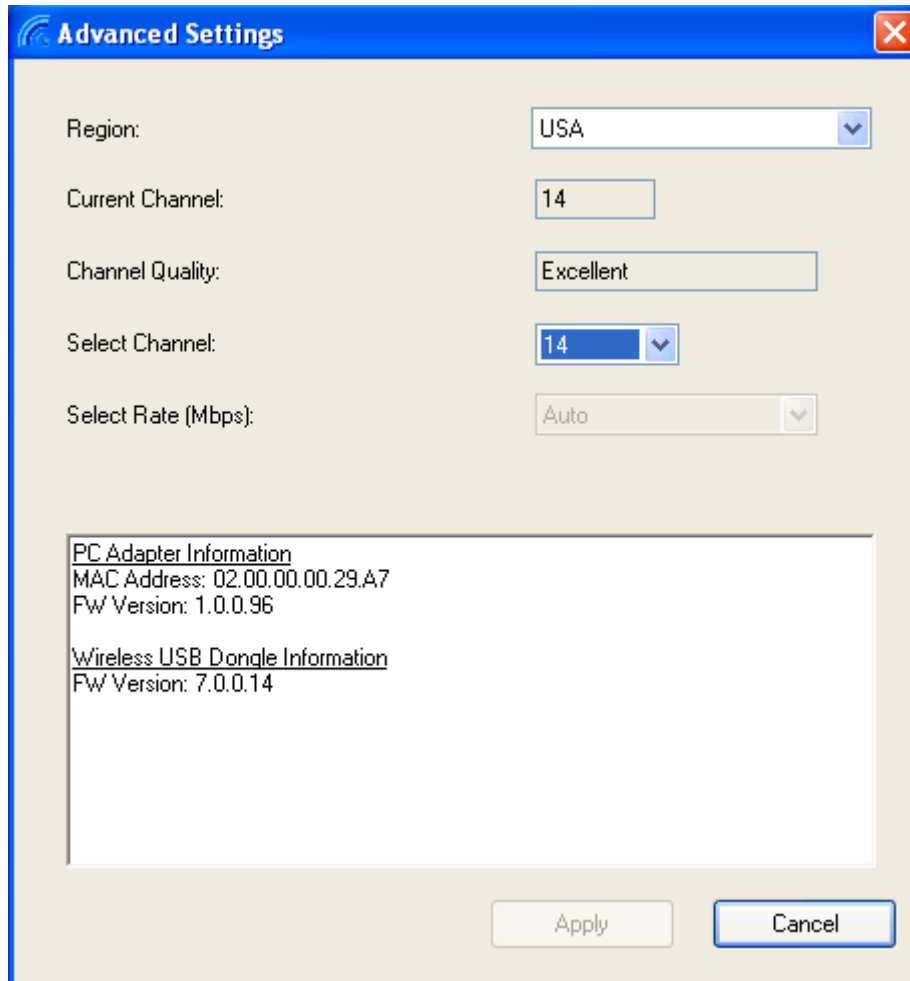 Advanced Settings
Region: USA
Current Channel: 14
Channel Quality: Excellent
Select Channel: 14
Select Rate (Mbps): Auto
PC Adapter Information
MAC Address: 02.00.00.00.29.A7
FW Version: 1.0.0.96
Wireless USB Dongle Information
FW Version: 7.0.0.14
Apply Cancel